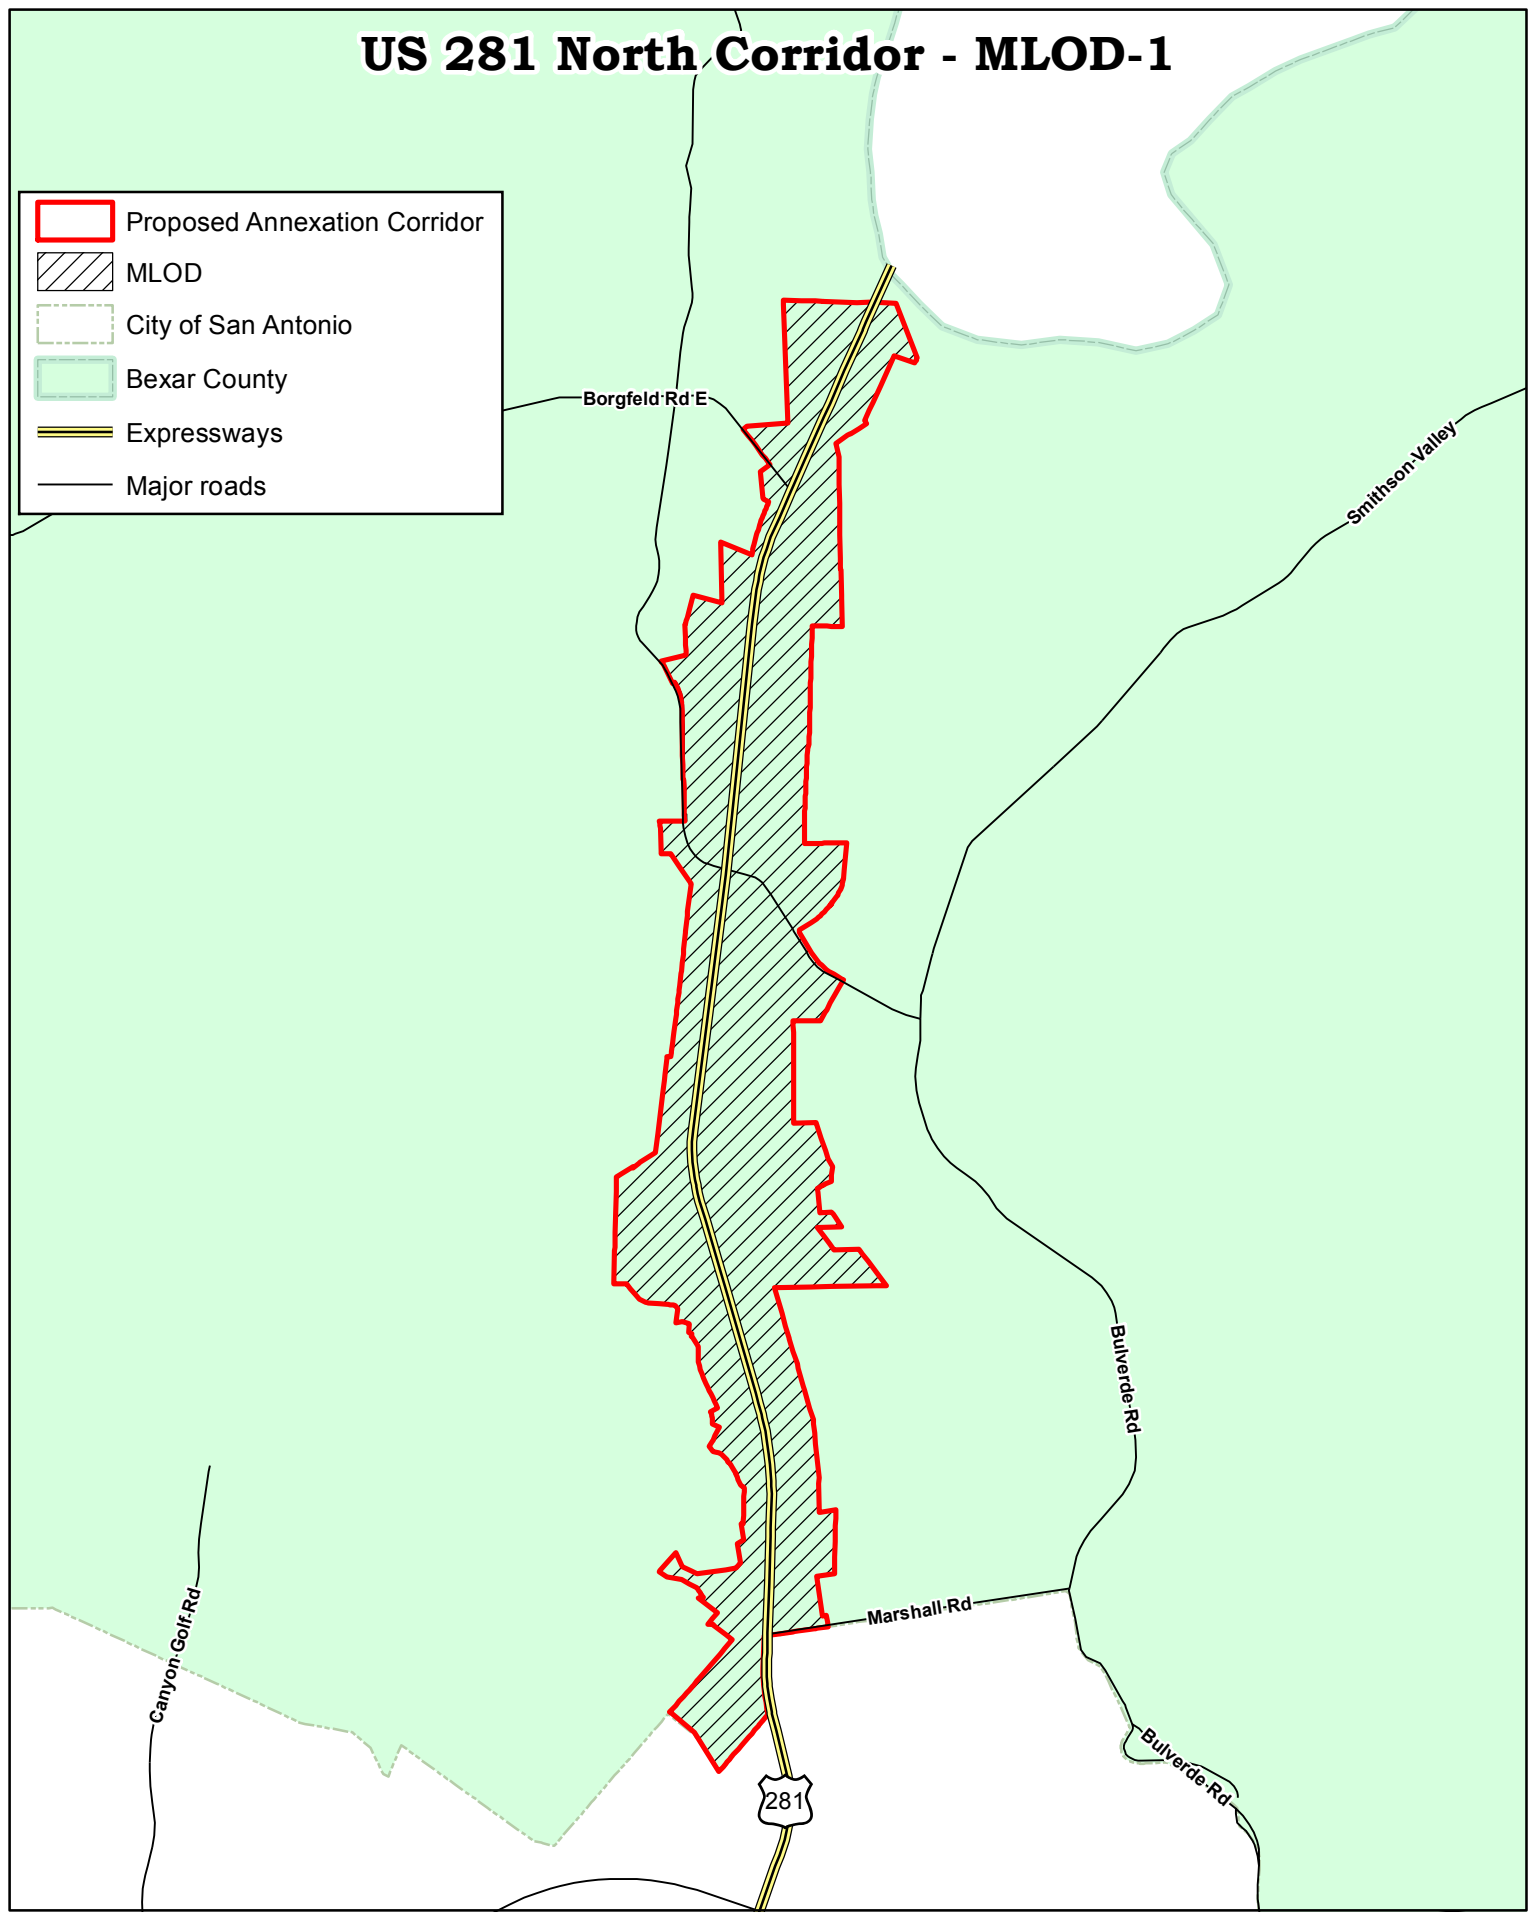 US 281 North Corridor - MLOD-1
Proposed Annexation Corridor
MLOD
City of San Antonio
Bexar County
Expressways
Major roads
Borgfeld Rd E
Smithson-Valley
Bulverde-Rd
Marshall Rd
Canyon-Golf-Rd
Bulverde-Rd
281